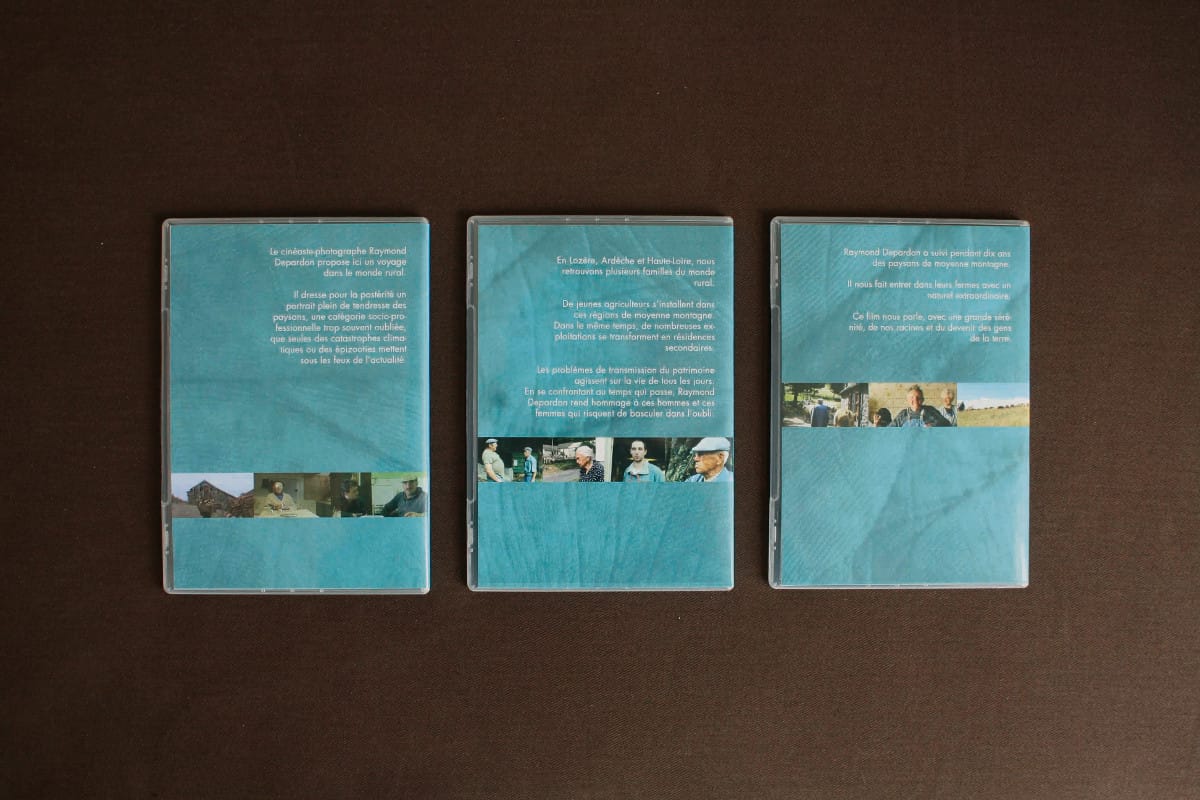 Le cinéaste-photographe Raymond
Depardon propose ici un voyage
dans le monde rural.
Il dresse pour la postérité un
portrait plein de tendresse des
paysans, une catégorie socio-pro-
fessionnelle trop souvent oubliée,
que seules des catastrophes clima-
tiques ou des épizooties mettent
sous les feux de l'actualité.
En Lozère, Ardèche et Haute-Loire, nous
retrouvons plusieurs familles du monde
rural.
De jeunes agriculteurs s'installent dans
ces régions de moyenne montagne.
Dans le même temps, de nombreuses ex-
ploitations se transforment en résidences
secondaires.
Les problèmes de transmission du patrimoine
agissent sur la vie de tous les jours.
En se confrontant au temps qui passe, Raymond
Depardon rend hommage à ces hommes et ces
femmes qui risquent de basculer dans l'oubli.
Raymond Depardon a suivi pendant dix ans
des paysans de moyenne montagne.
Il nous fait entrer dans leurs fermes avec un
naturel extraordinaire.
Ce film nous parle, avec une grande séré-
nité, de nos racines et du devenir des gens
de la terre.